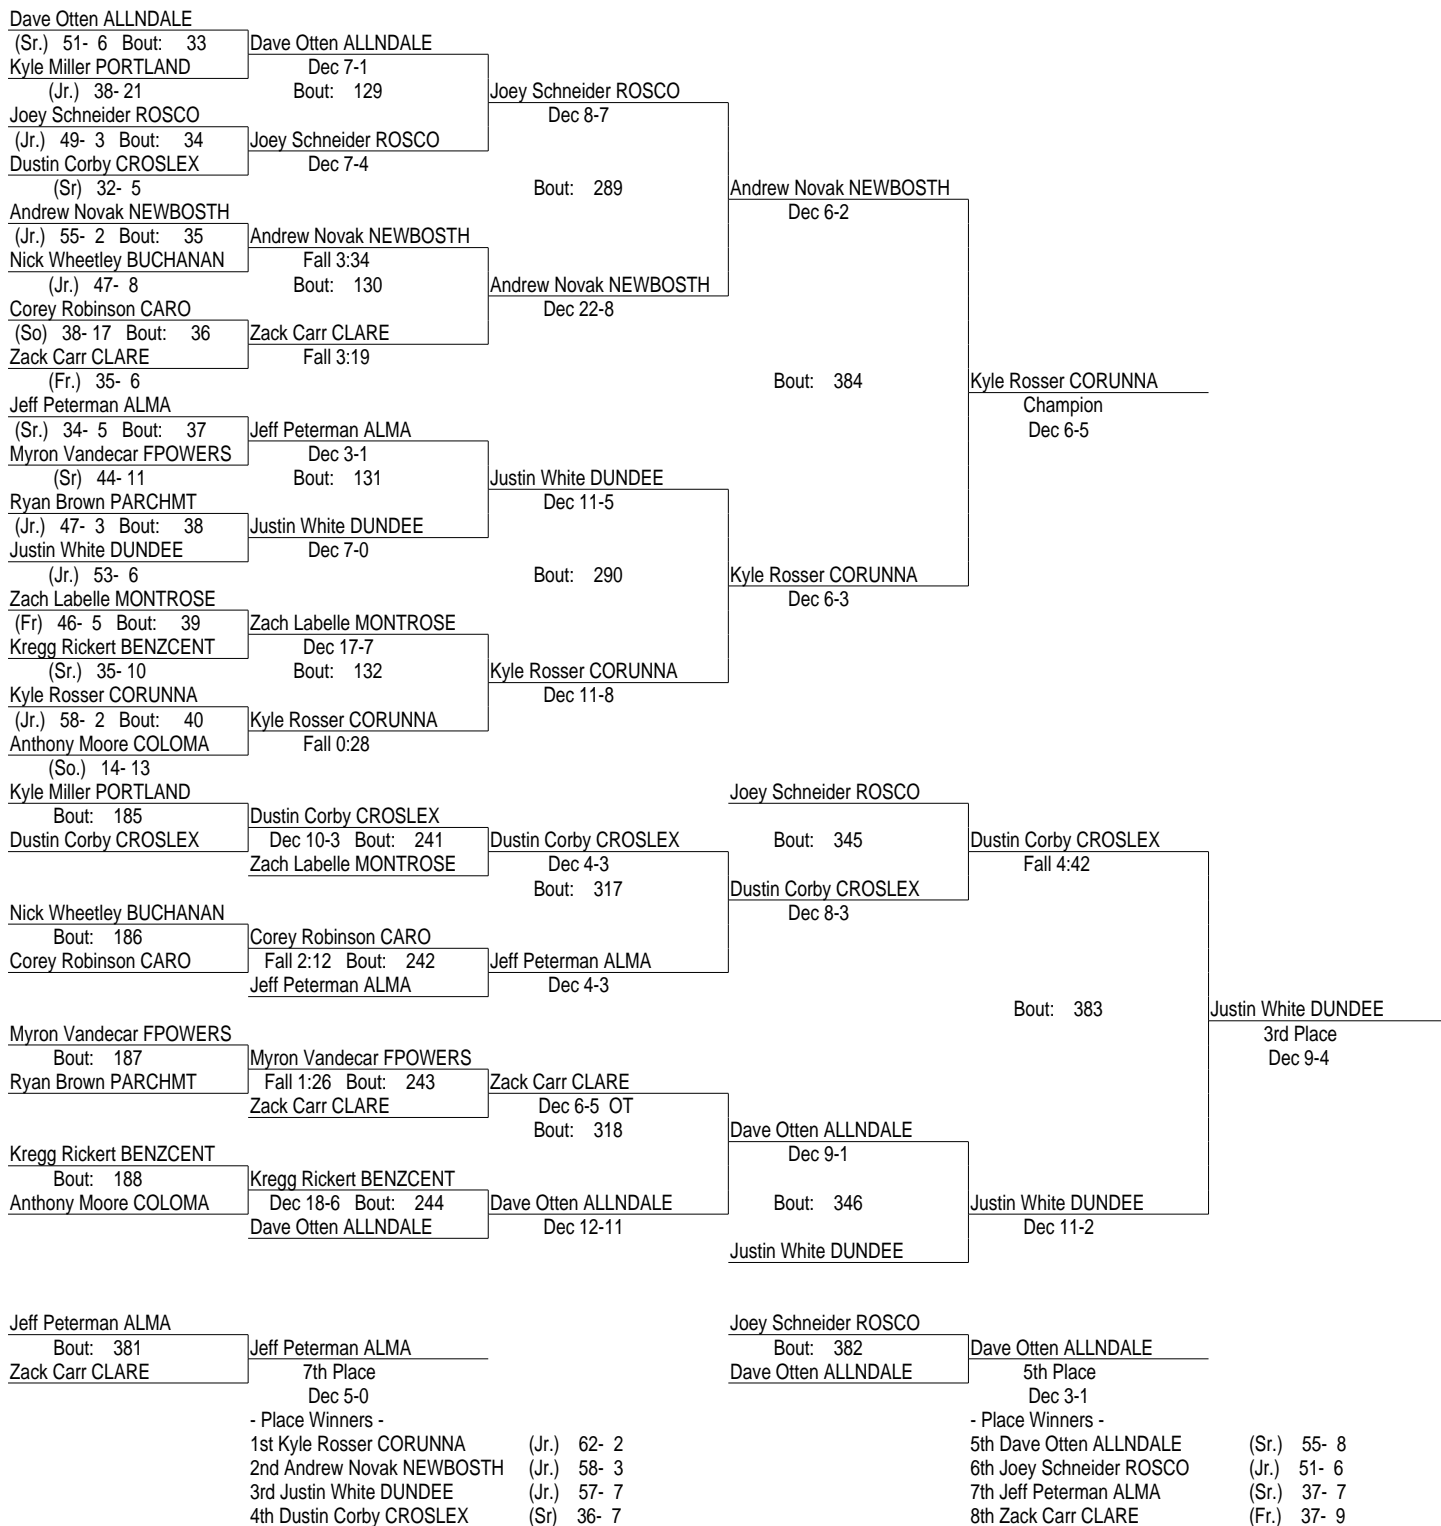 Dave Otten ALLNDALE
(Sr.) 51- 6 Bout: 33 Dave Otten ALLNDALE
Kyle Miller PORTLAND Dec 7-1
(Jr.) 38- 21 Bout: 129 Joey Schneider ROSCO
Joey Schneider ROSCO Dec 8-7
(Jr.) 49- 3 Bout: 34 Joey Schneider ROSCO
Dustin Corby CROSLEX Dec 7-4
(Sr) 32- 5 Bout: 289 Andrew Novak NEWBOSTH
Andrew Novak NEWBOSTH Dec 6-2
(Jr.) 55- 2 Bout: 35 Andrew Novak NEWBOSTH
Nick Wheetley BUCHANAN Fall 3:34
(Jr.) 47- 8 Bout: 130 Andrew Novak NEWBOSTH
Corey Robinson CARO Dec 22-8
(So) 38- 17 Bout: 36 Zack Carr CLARE
Zack Carr CLARE Fall 3:19
(Fr.) 35- 6 Bout: 384 Kyle Rosser CORUNNA
Jeff Peterman ALMA Champion
(Sr.) 34- 5 Bout: 37 Jeff Peterman ALMA Dec 6-5
Myron Vandecar FPOWERS Dec 3-1
(Sr) 44- 11 Bout: 131 Justin White DUNDEE
Ryan Brown PARCHMT Dec 11-5
(Jr.) 47- 3 Bout: 38 Justin White DUNDEE
Justin White DUNDEE Dec 7-0
(Jr.) 53- 6 Bout: 290 Kyle Rosser CORUNNA
Zach Labelle MONTROSE Dec 6-3
(Fr) 46- 5 Bout: 39 Zach Labelle MONTROSE
Kregg Rickert BENZCENT Dec 17-7
(Sr.) 35- 10 Bout: 132 Kyle Rosser CORUNNA
Kyle Rosser CORUNNA Dec 11-8
(Jr.) 58- 2 Bout: 40 Kyle Rosser CORUNNA
Anthony Moore COLOMA Fall 0:28
(So.) 14- 13
Kyle Miller PORTLAND Joey Schneider ROSCO
Bout: 185 Dustin Corby CROSLEX
Dustin Corby CROSLEX Dec 10-3 Bout: 241 Dustin Corby CROSLEX Bout: 345 Dustin Corby CROSLEX
Zach Labelle MONTROSE Dec 4-3 Fall 4:42
Bout: 317 Dustin Corby CROSLEX
Nick Wheetley BUCHANAN Dec 8-3
Bout: 186 Corey Robinson CARO
Corey Robinson CARO Fall 2:12 Bout: 242 Jeff Peterman ALMA
Jeff Peterman ALMA Dec 4-3
Bout: 383 Justin White DUNDEE
Myron Vandecar FPOWERS 3rd Place
Bout: 187 Myron Vandecar FPOWERS Dec 9-4
Ryan Brown PARCHMT Fall 1:26 Bout: 243 Zack Carr CLARE
Zack Carr CLARE Dec 6-5 OT
Bout: 318 Dave Otten ALLNDALE
Kregg Rickert BENZCENT Dec 9-1
Bout: 188 Kregg Rickert BENZCENT
Anthony Moore COLOMA Dec 18-6 Bout: 244 Dave Otten ALLNDALE Bout: 346 Justin White DUNDEE
Dave Otten ALLNDALE Dec 12-11 Dec 11-2
Justin White DUNDEE
Jeff Peterman ALMA Joey Schneider ROSCO
Bout: 381 Jeff Peterman ALMA Bout: 382 Dave Otten ALLNDALE
Zack Carr CLARE 7th Place Dave Otten ALLNDALE 5th Place
Dec 5-0 Dec 3-1
- Place Winners - - Place Winners -
1st Kyle Rosser CORUNNA (Jr.) 62- 2 5th Dave Otten ALLNDALE (Sr.) 55- 8
2nd Andrew Novak NEWBOSTH (Jr.) 58- 3 6th Joey Schneider ROSCO (Jr.) 51- 6
3rd Justin White DUNDEE (Jr.) 57- 7 7th Jeff Peterman ALMA (Sr.) 37- 7
4th Dustin Corby CROSLEX (Sr) 36- 7 8th Zack Carr CLARE (Fr.) 37- 9